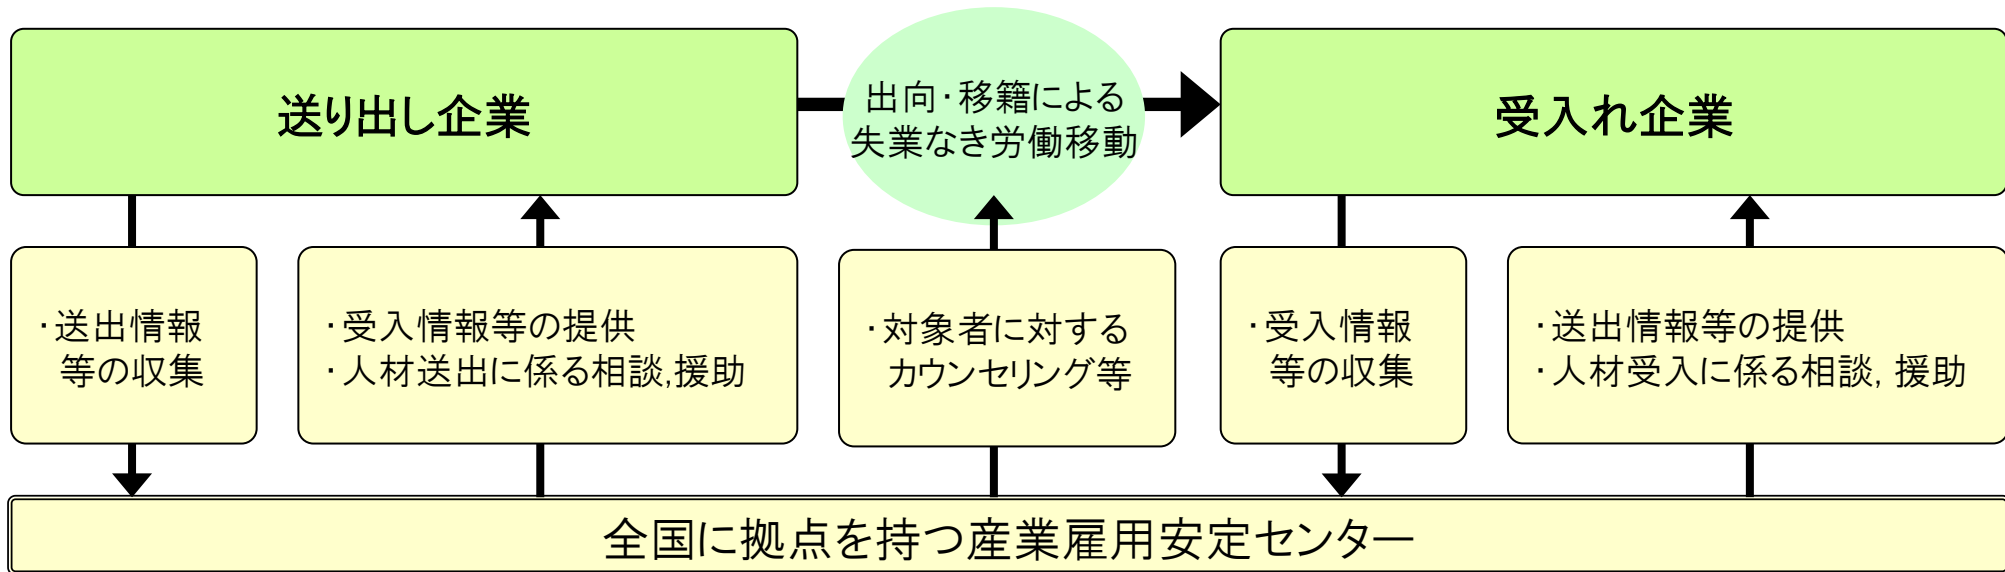 送り出し企業
出向・移籍による
失業なき労働移動
受入れ企業
・送出情報
等の収集
・受入情報等の提供
・人材送出に係る相談,援助
・対象者に対する
カウンセリング等
・受入情報
等の収集
・送出情報等の提供
・人材受入に係る相談, 援助
全国に拠点を持つ産業雇用安定センター